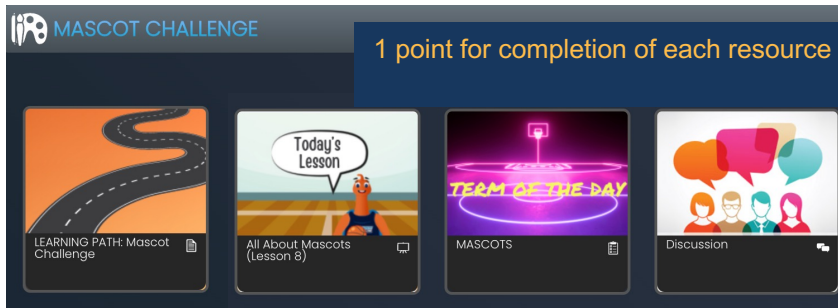 MASCOT CHALLENGE
1 point for completion of each resource
Today's
Lesson
TERM OF THE DAY
LEARNING PATH: Mascot
Challenge
All About Mascots
(Lesson 8)
MASCOTS
Discussion